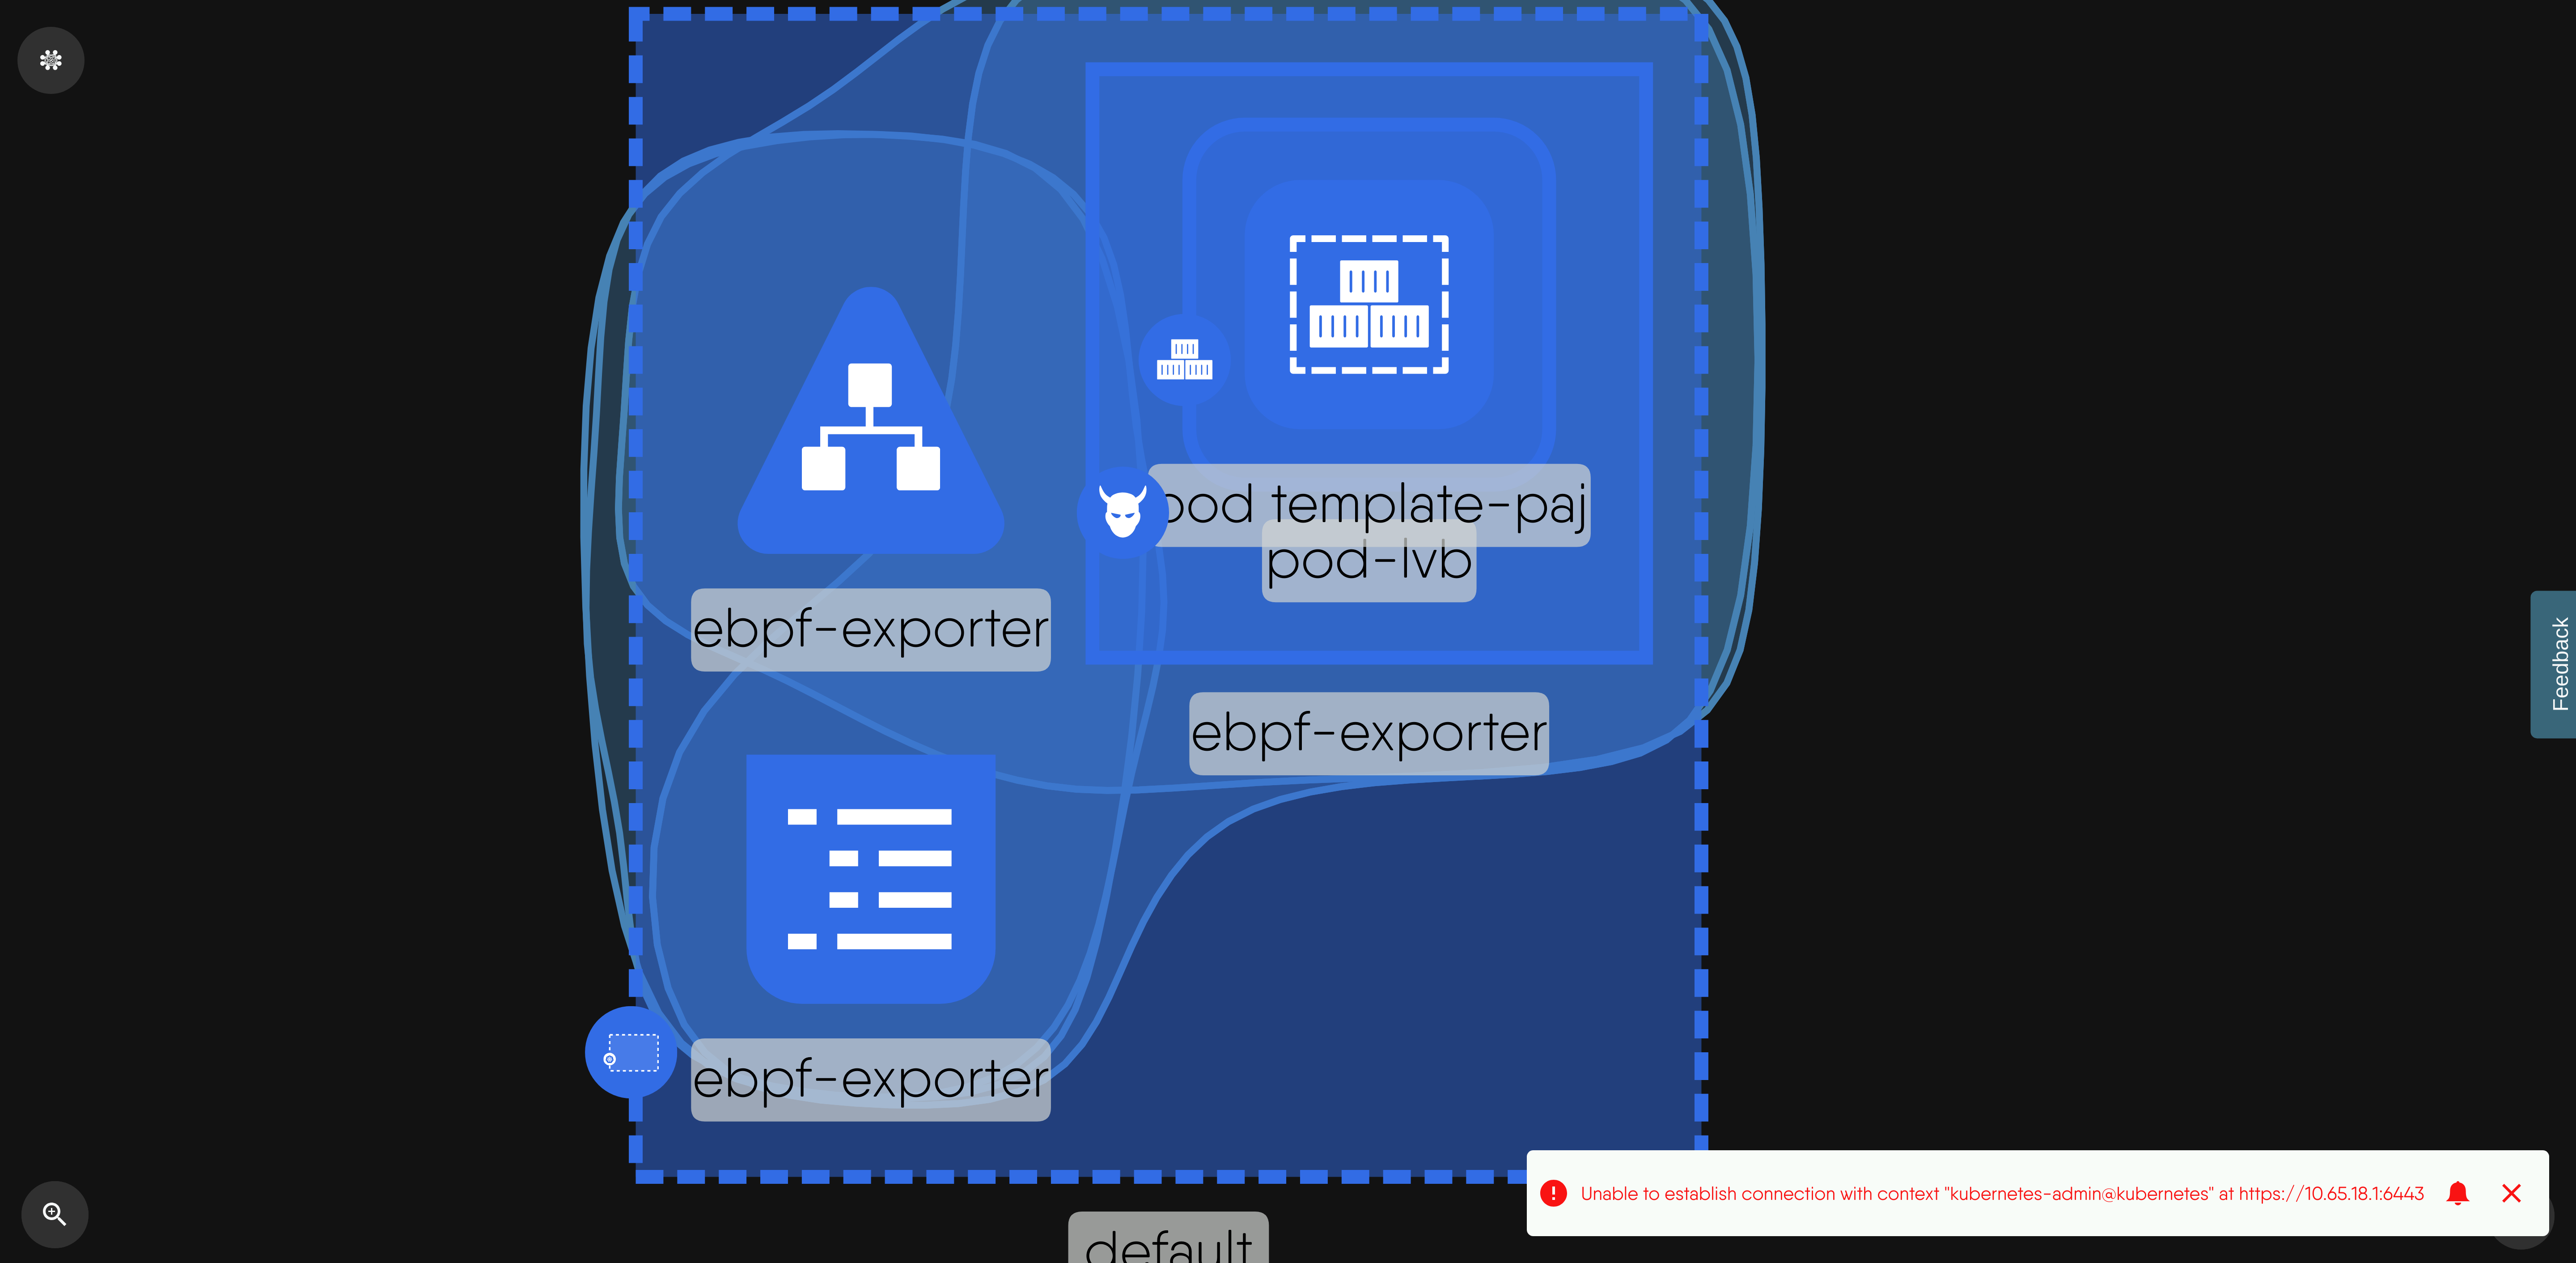 pod template-paj
pod-lvb
ebpf-exporter
ebpf-exporter
ebpf-exporter
default
Feedback
Unable to establish connection with context "kubernetes-admin@kubernetes" at https://10.65.18.1:6443